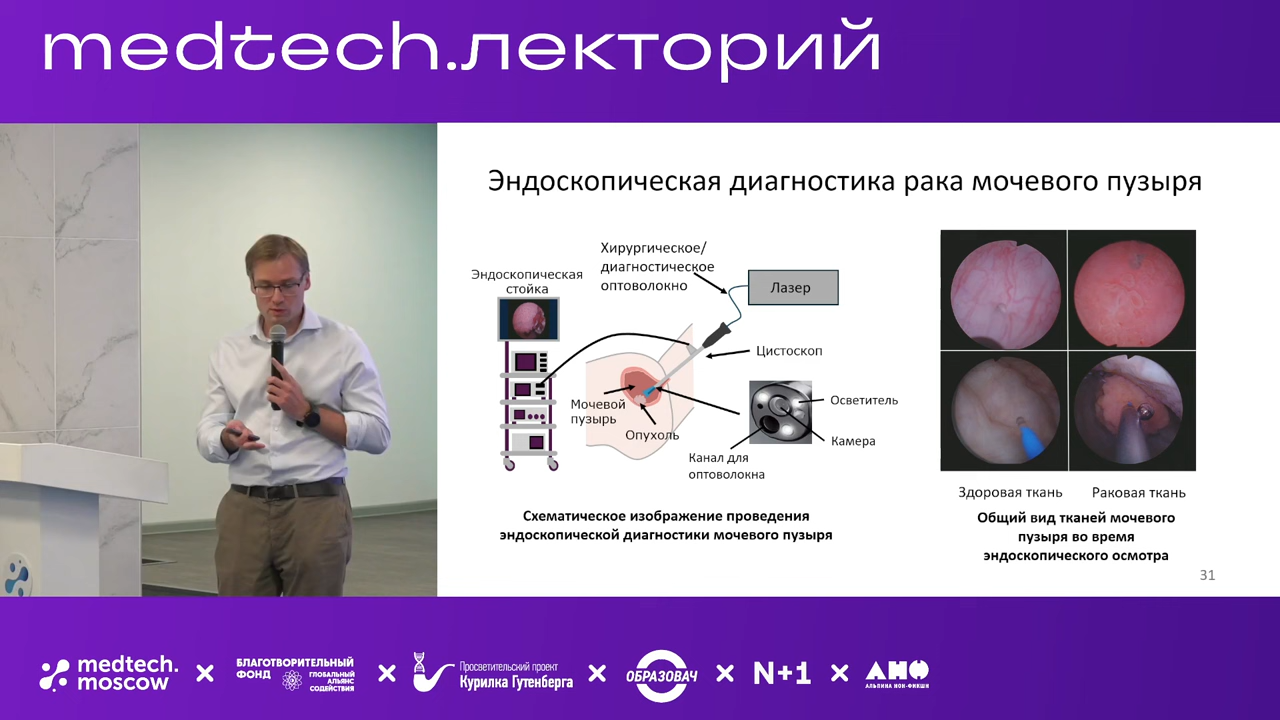 medtech.лекторий
Эндоскопическая диагностика рака мочевого пузыря
Эндоскопическая
стойка
Хирургическое/
диагностическое
оптоволокно
Лазер
Цистоскоп
Мочевой
пузырь
Опухоль
Осветитель
Камера
Канал для
оптоволокна
Схематическое изображение проведения
эндоскопической диагностики мочевого пузыря
Здоровая ткань
Раковая ткань
Общий вид тканей мочевого
пузыря во время
эндоскопического осмотра
31
medtech.
moscow
БЛАГОТВОРИТЕЛЬНЫЙ
ФОНД
ГЛОБАЛЬНЫЙ
АЛЬЯНС
СОДЕЙСТВИЯ
Просветительский проект
Курилка Гутенберга
ОБРАЗОВАЧ
N+1
АНФ
АЛЬПИНА НОН-ФИКШН